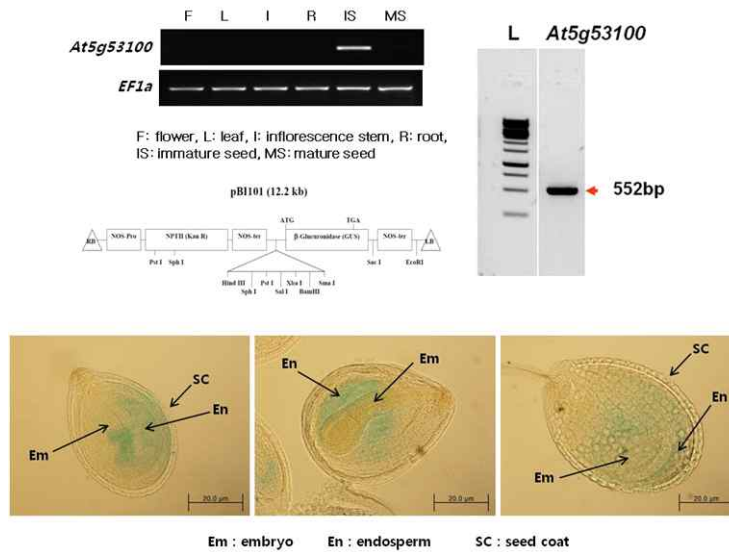 F L I R IS MS
At5g53100
EF1a
F: flower, L: leaf, I: inflorescence stem, R: root,
IS: immature seed, MS: mature seed
L At5g53100
552bp
pBI101 (12.2 kb)
ATG TGA
RB NOS-Pro NPTII (Kan R) NOS-ter β-Glucuronidase (GUS) NOS-ter LB
Pst I Sph I Sac I EcoRI
Hind III Pst I Xba I Sma I
Sph I Sal I BamHI
SC
En
Em
20.0 µm
En
Em
20.0 µm
SC
En
Em
20.0 µm
Em : embryo En : endosperm SC : seed coat